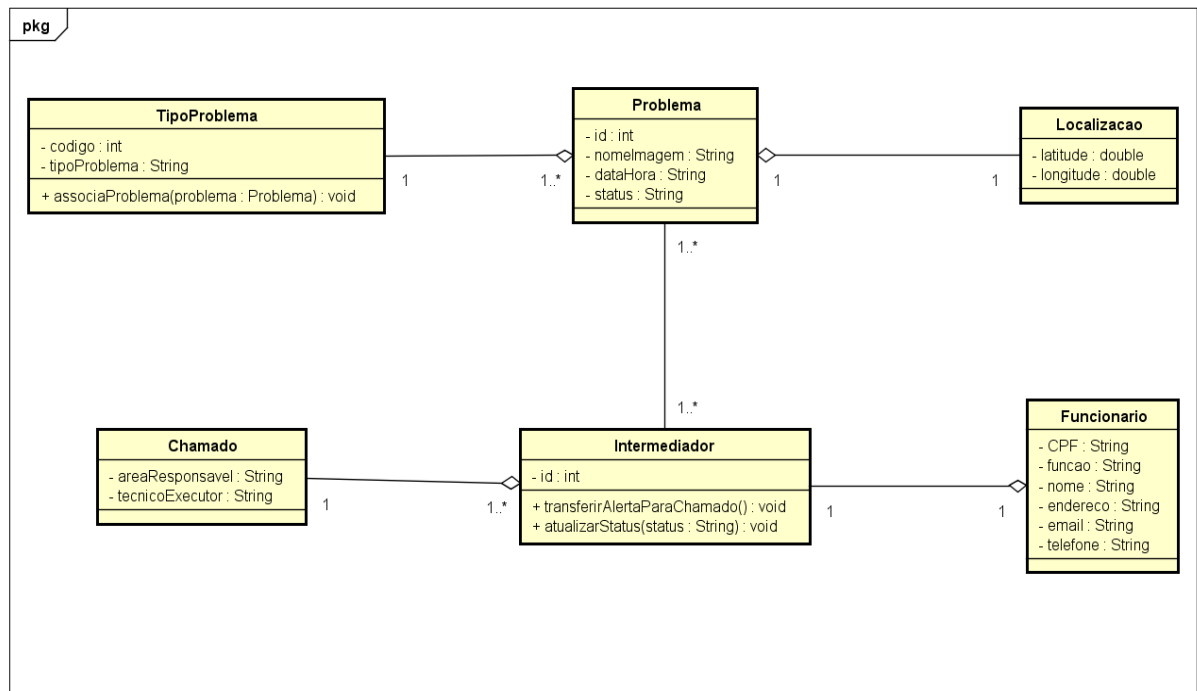 pkg
TipoProblema
- codigo : int
- tipoProblema : String
+ associaProblema(problema : Problema) : void
1
1..*
Problema
- id : int
- nomeImagem : String
- dataHora : String
- status : String
1
1
Localizacao
- latitude : double
- longitude : double
1..*
1..*
Chamado
- areaResponsavel : String
- tecnicoExecutor : String
1
1..*
Intermediador
- id : int
+ transferirAlertaParaChamado() : void
+ atualizarStatus(status : String) : void
1
1
Funcionario
- CPF : String
- funcao : String
- nome : String
- endereco : String
- email : String
- telefone : String